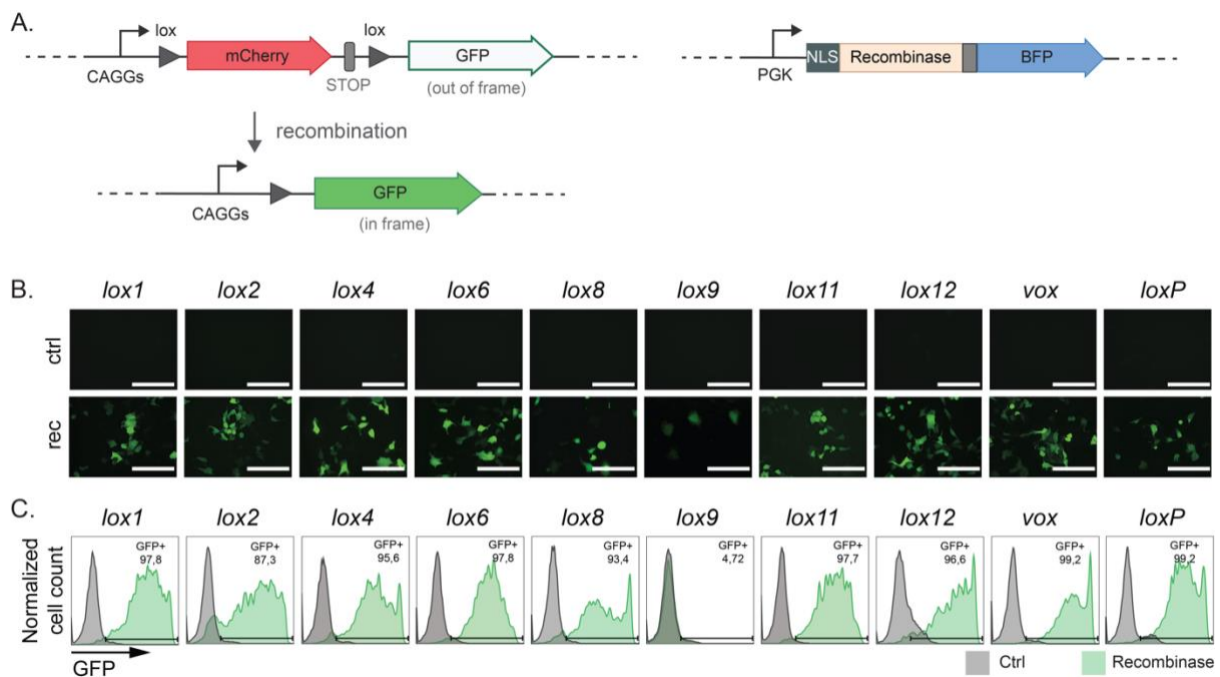 A.
lox
lox
mCherry
GFP
CAGGs
STOP
(out of frame)
PGK
NLS
Recombinase
BFP
recombination
GFP
CAGGs
(in frame)
B.
lox1 lox2 lox4 lox6 lox8 lox9 lox11 lox12 vox loxP
ctrl
rec
C.
lox1 lox2 lox4 lox6 lox8 lox9 lox11 lox12 vox loxP
Normalized
cell count
GFP+ GFP+ GFP+ GFP+ GFP+ GFP+ GFP+ GFP+ GFP+ GFP+
97,8 87,3 95,6 97,8 93,4 4,72 97,7 96,6 99,2 99,2
GFP
Ctrl
Recombinase